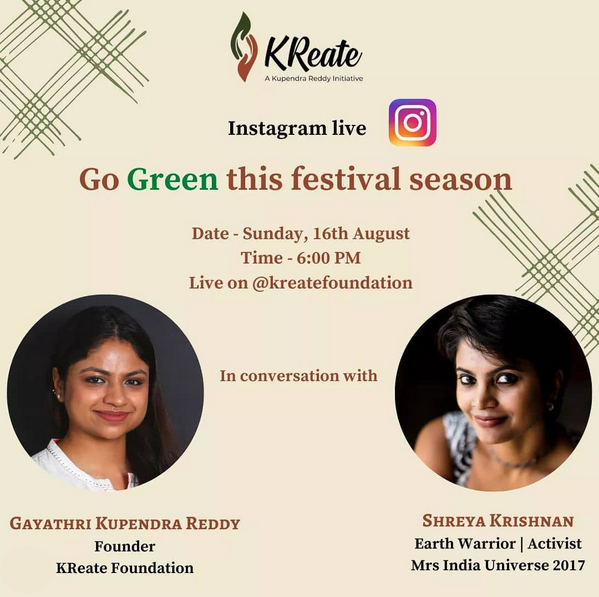 KReate
A Kupendra Reddy Initiative
Instagram live
Go Green this festival season
Date - Sunday, 16th August
Time - 6:00 PM
Live on @kreatefoundation
In conversation with
GAYATHRI KUPENDRA REDDY
Founder
KReate Foundation
SHREYA KRISHNAN
Earth Warrior | Activist
Mrs India Universe 2017